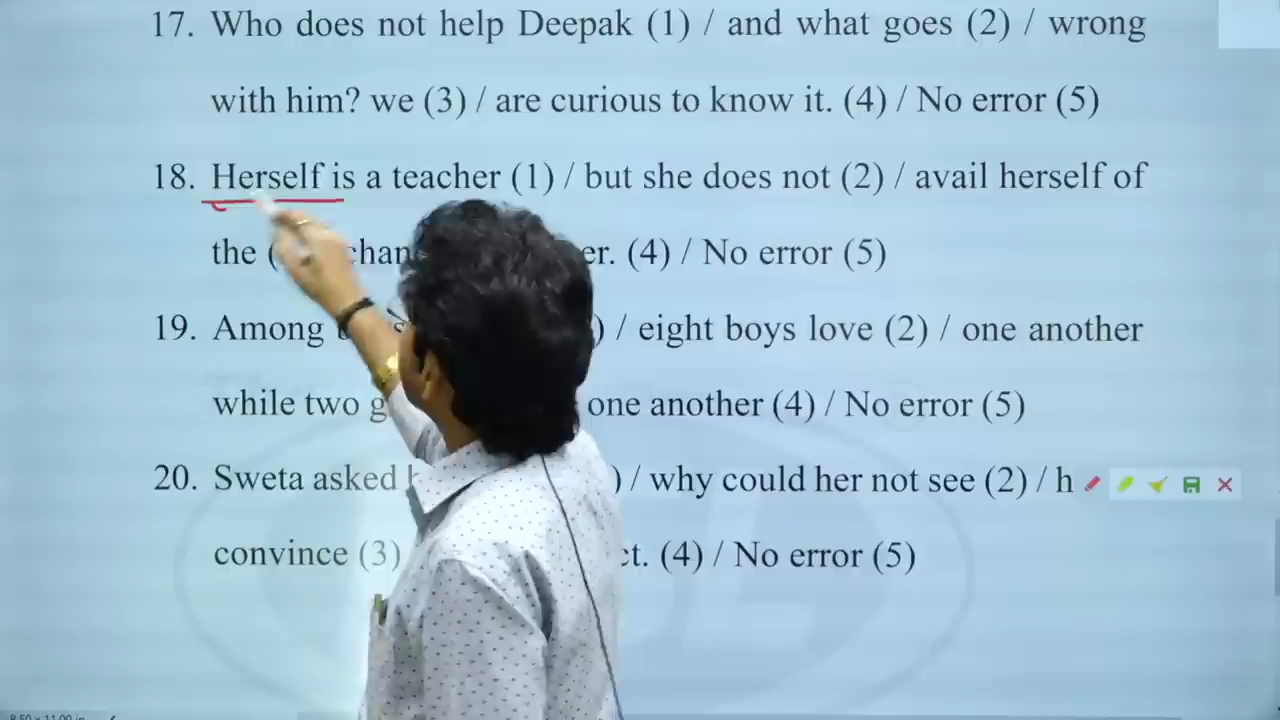 17. Who does not help Deepak (1) / and what goes (2) / wrong
with him? we (3) / are curious to know it. (4) / No error (5)
18. Herself is a teacher (1) / but she does not (2) / avail herself of
the (4) / No error (5)
19. Among ) / eight boys love (2) / one another
while two one another (4) / No error (5)
20. Sweta asked ) / why could her not see (2) / h
convince (3) (4) / No error (5)